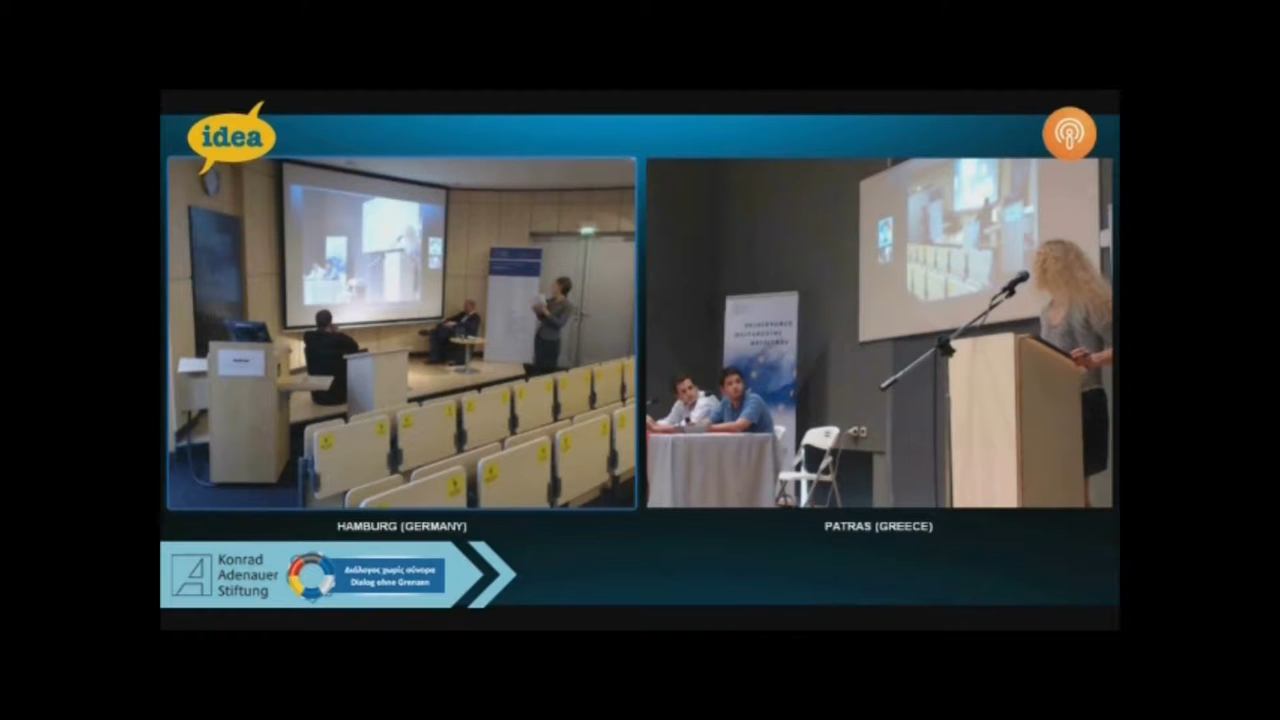 idea
HAMBURG (GERMANY)
PATRAS (GREECE)
Konrad
Adenauer
Stiftung
Διάλογος χωρίς σύνορα
Dialog ohne Grenzen